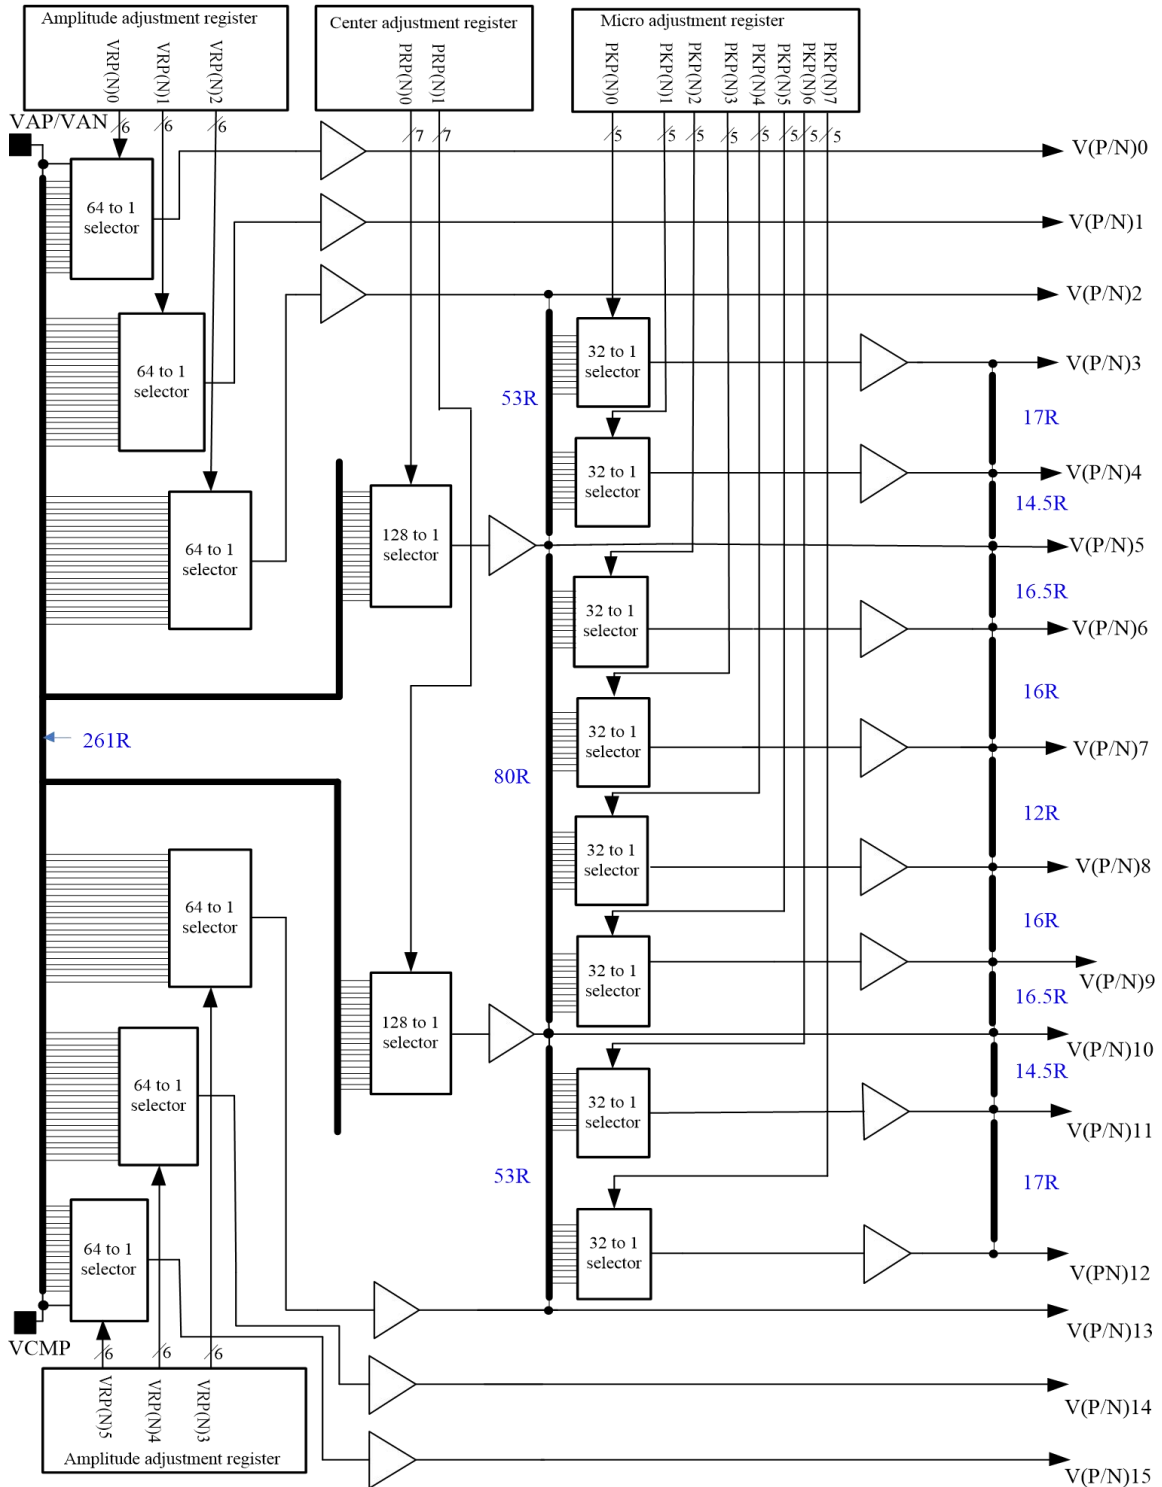 Amplitude adjustment register
VRP(N)0
VRP(N)1
VRP(N)2
Center adjustment register
PRP(N)0
PRP(N)1
Micro adjustment register
PKP(N)0
PKP(N)1
PKP(N)2
PKP(N)3
PKP(N)4
PKP(N)5
PKP(N)6
PKP(N)7
VAP/VAN
6
6
6
7
7
5
5
5
5
5
5
5
5
V(P/N)0
64 to 1
selector
V(P/N)1
V(P/N)2
64 to 1
selector
32 to 1
selector
V(P/N)3
53R
17R
32 to 1
selector
V(P/N)4
14.5R
64 to 1
selector
128 to 1
selector
V(P/N)5
16.5R
32 to 1
selector
V(P/N)6
16R
261R
32 to 1
selector
V(P/N)7
80R
12R
32 to 1
selector
V(P/N)8
64 to 1
selector
16R
32 to 1
selector
V(P/N)9
16.5R
128 to 1
selector
V(P/N)10
14.5R
64 to 1
selector
32 to 1
selector
V(P/N)11
53R
17R
64 to 1
selector
32 to 1
selector
V(PN)12
VCMP
V(P/N)13
6
6
6
VRP(N)5
VRP(N)4
VRP(N)3
V(P/N)14
Amplitude adjustment register
V(P/N)15